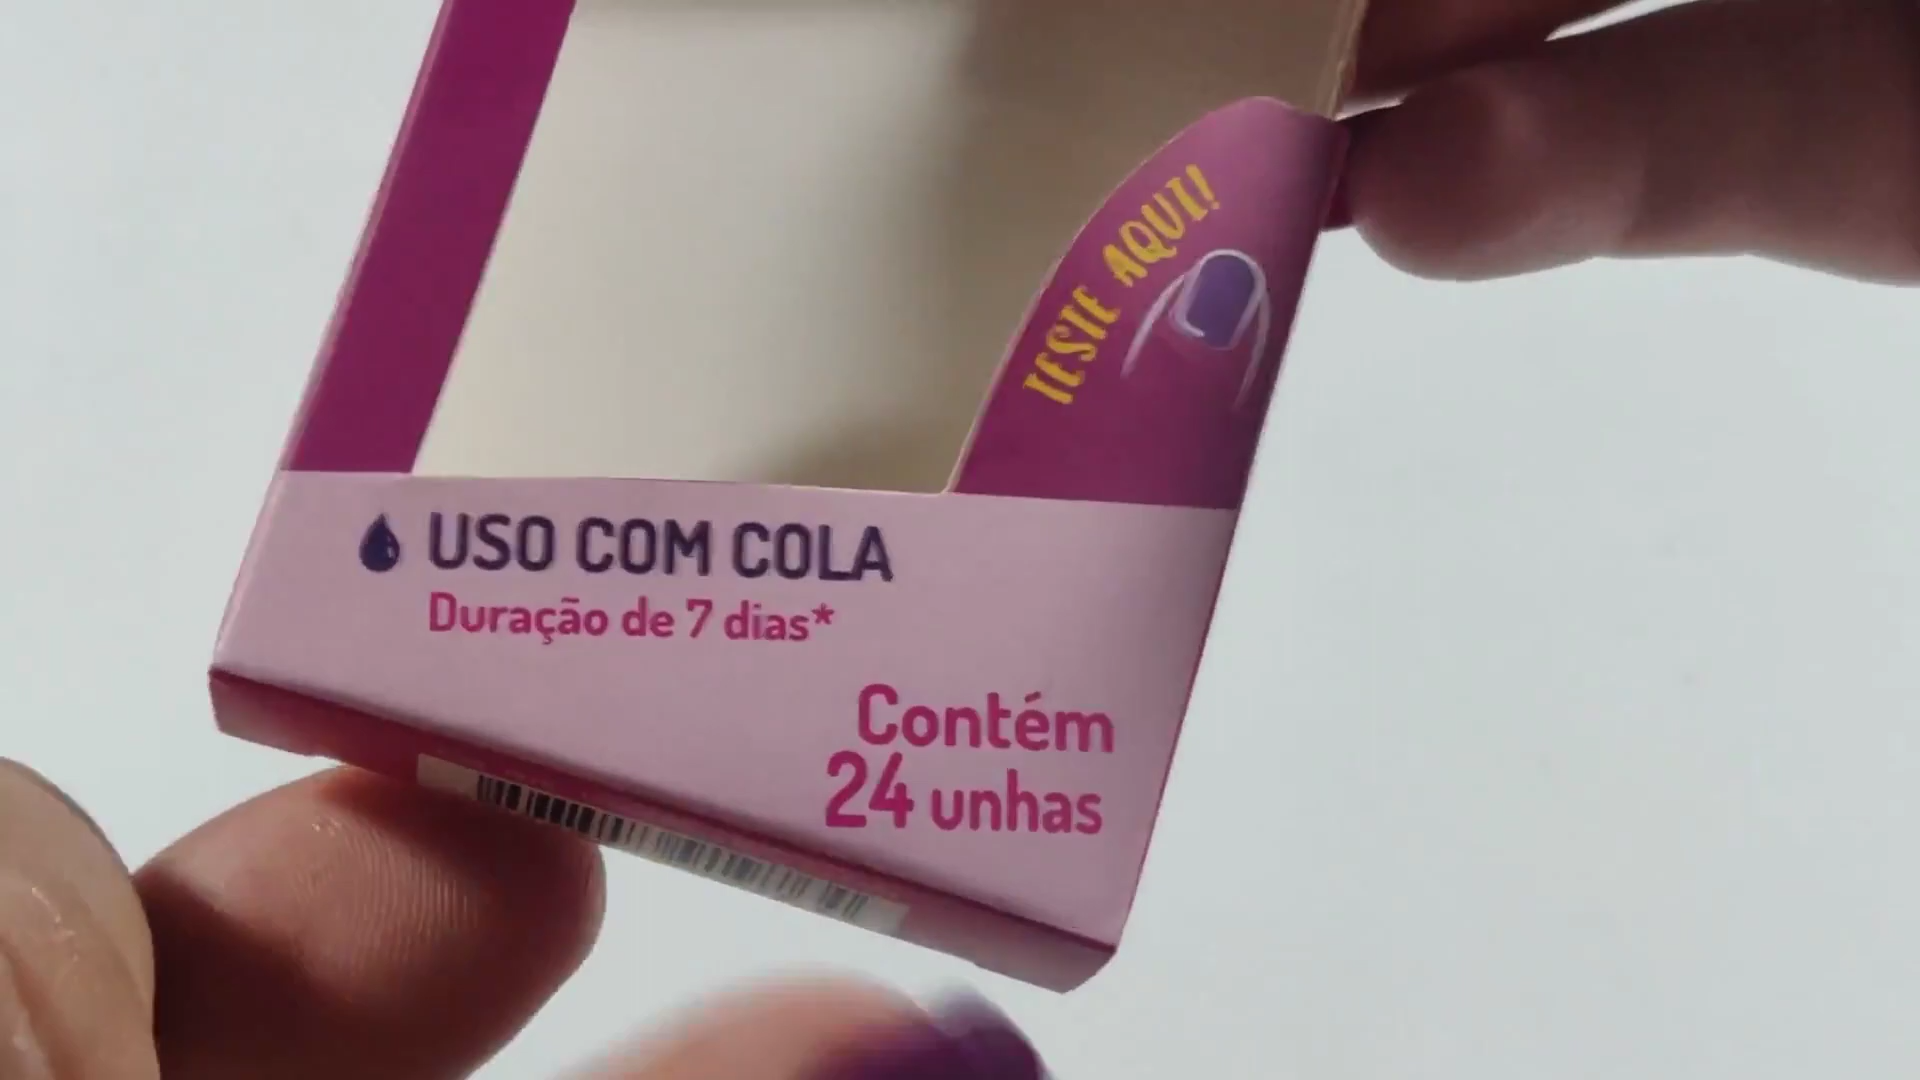 TESTE AQUI!
USO COM COLA
Duração de 7 dias*
Contém
24 unhas